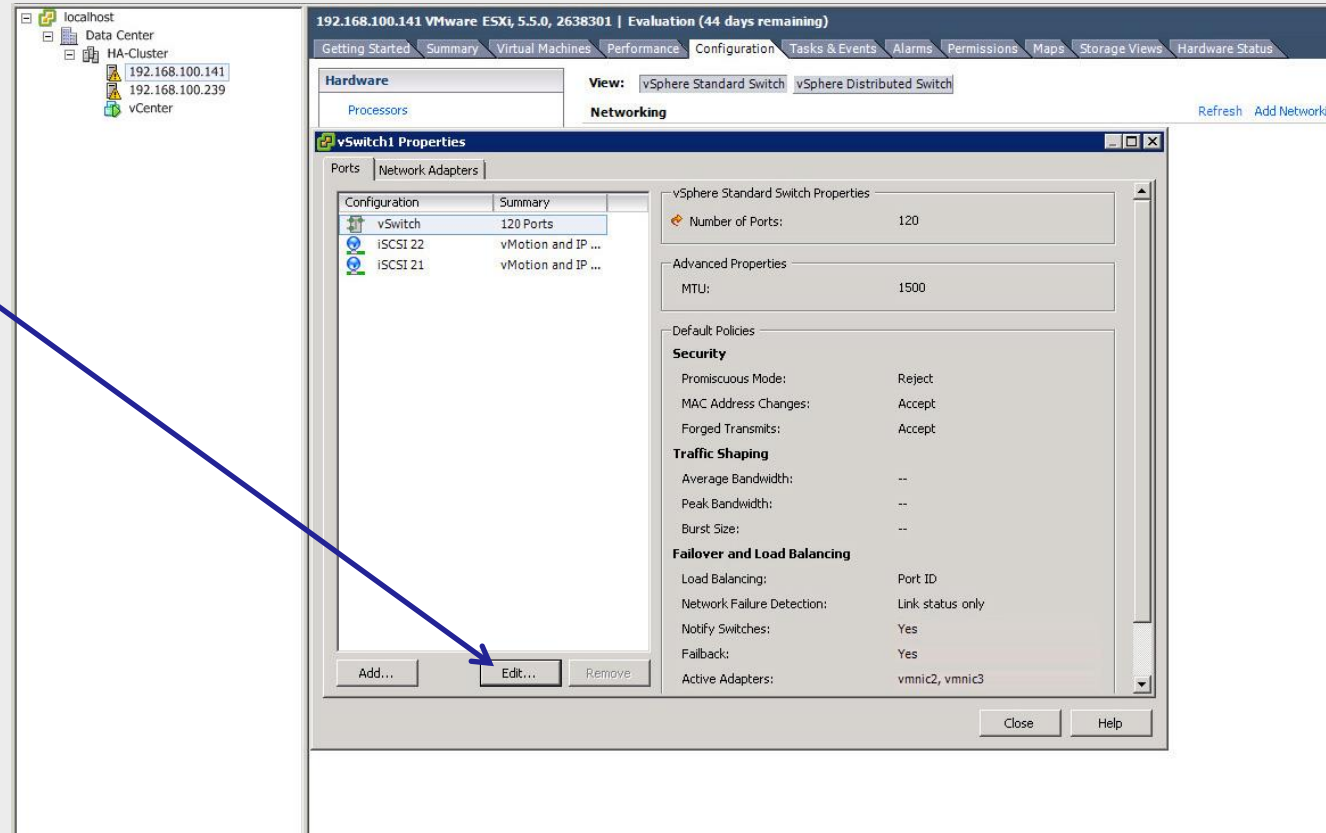 localhost
Data Center
HA-Cluster
192.168.100.141
192.168.100.239
vCenter
192.168.100.141 VMware ESXi, 5.5.0, 2638301 | Evaluation (44 days remaining)
Getting Started Summary Virtual Machines Performance Configuration Tasks & Events Alarms Permissions Maps Storage Views Hardware Status
Hardware
Processors
View: vSphere Standard Switch vSphere Distributed Switch
Networking
Refresh Add Networki
vSwitch1 Properties
Ports Network Adapters
Configuration Summary
vSwitch 120 Ports
iSCSI 22 vMotion and IP ...
iSCSI 21 vMotion and IP ...
Add... Edit... Remove
vSphere Standard Switch Properties
Number of Ports: 120
Advanced Properties
MTU: 1500
Default Policies
Security
Promiscuous Mode: Reject
MAC Address Changes: Accept
Forged Transmits: Accept
Traffic Shaping
Average Bandwidth: --
Peak Bandwidth: --
Burst Size: --
Failover and Load Balancing
Load Balancing: Port ID
Network Failure Detection: Link status only
Notify Switches: Yes
Failback: Yes
Active Adapters: vmnic2, vmnic3
Close Help